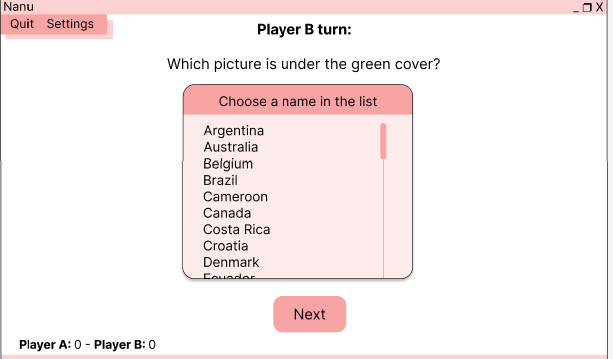 Nanu _ X
Quit Settings
Player B turn:
Which picture is under the green cover?
Choose a name in the list
Argentina
Australia
Belgium
Brazil
Cameroon
Canada
Costa Rica
Croatia
Denmark
Ecuador
Next
Player A: 0 - Player B: 0